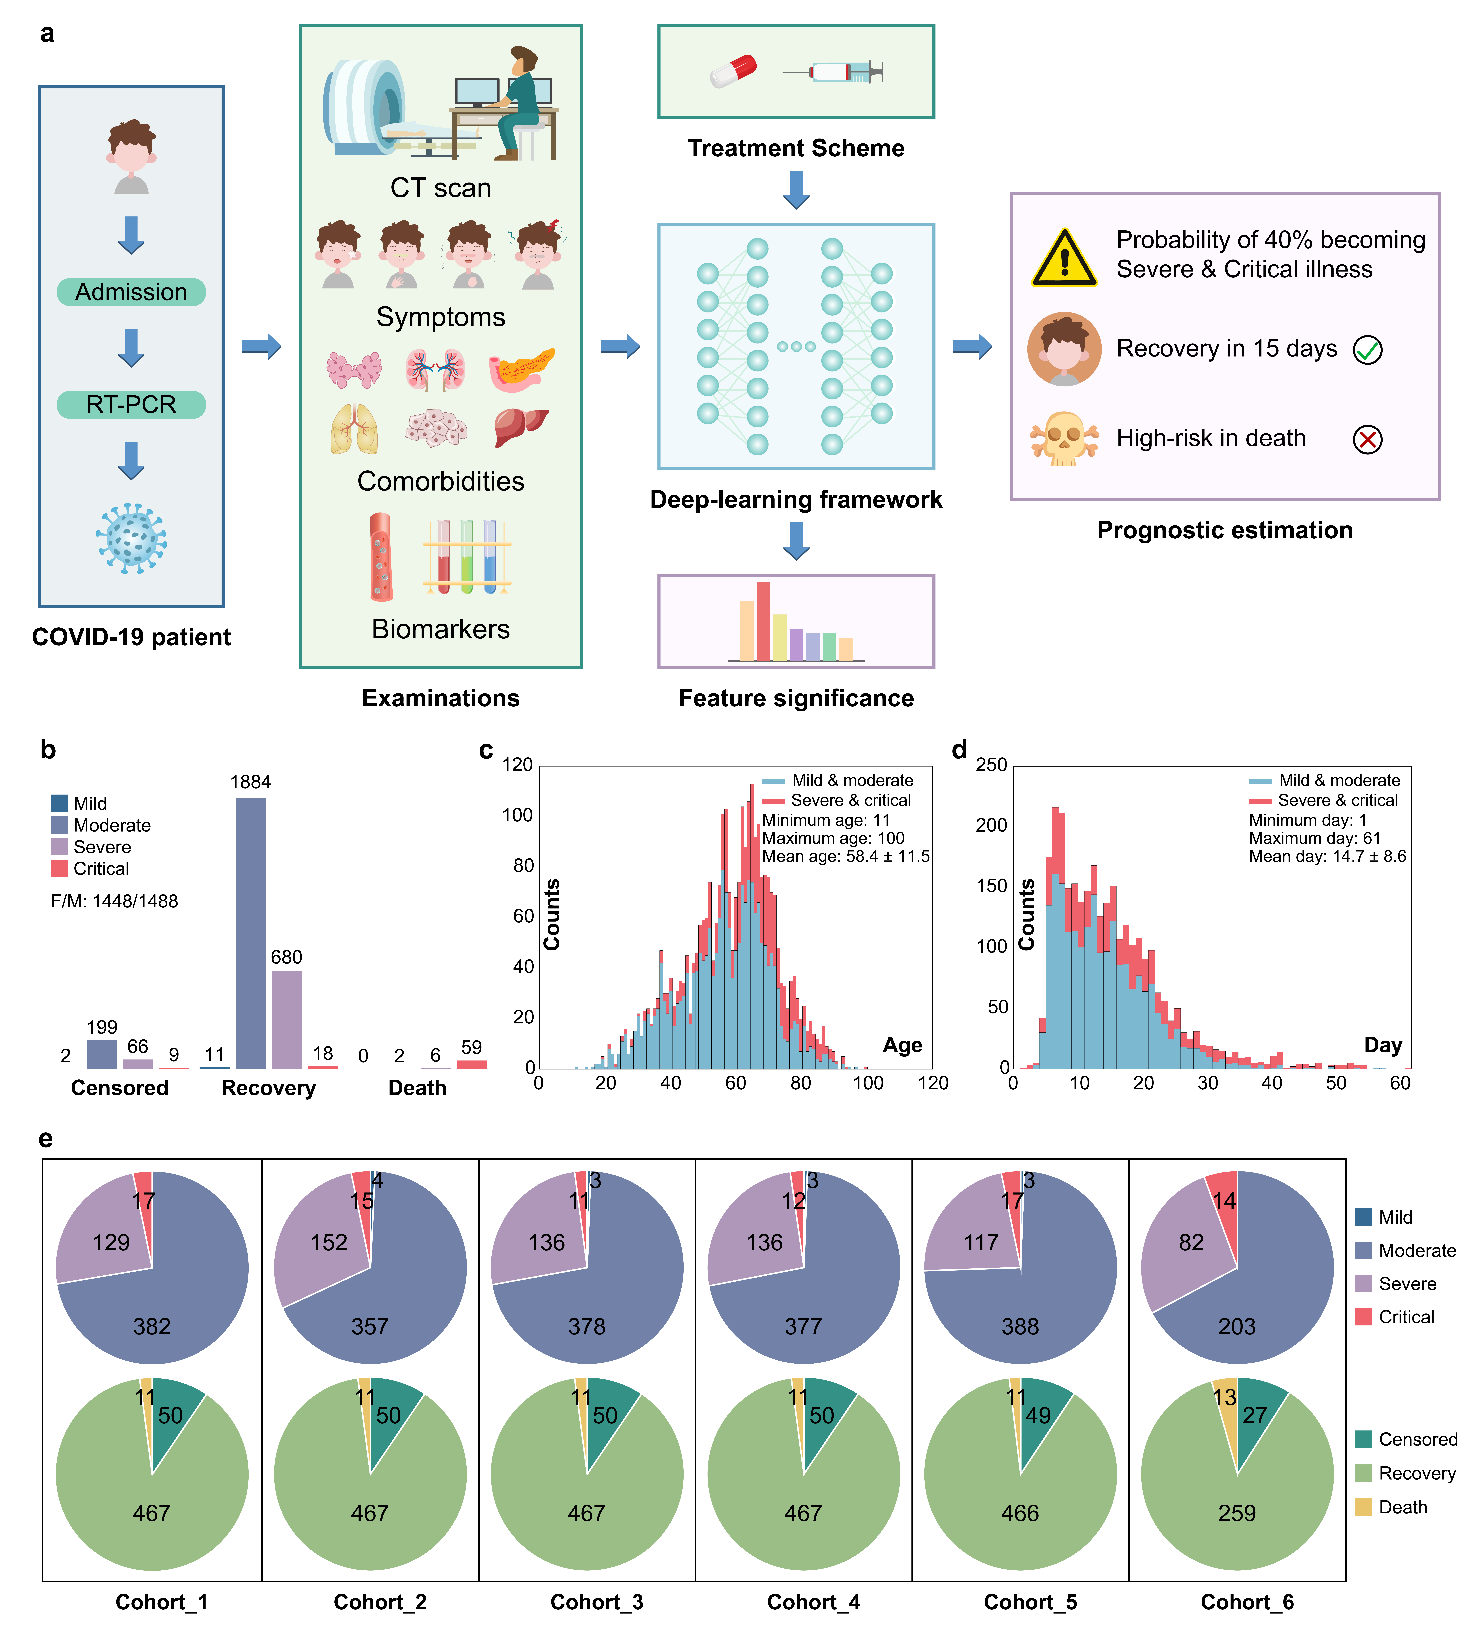 a
Admission
RT-PCR
COVID-19 patient
CT scan
Symptoms
Comorbidities
Biomarkers
Examinations
Treatment Scheme
Deep-learning framework
Feature significance
Probability of 40% becoming
Severe & Critical illness
Recovery in 15 days
High-risk in death
Prognostic estimation
b
Mild
Moderate
Severe
Critical
F/M: 1448/1488
2 199 66 9 11 1884 680 18 0 2 6 59
Censored Recovery Death
c
120
100
80
60
40
20
0
Counts
Mild & moderate
Severe & critical
Minimum age: 11
Maximum age: 100
Mean age: 58.4 ± 11.5
Age
0 20 40 60 80 100 120
d
250
200
150
100
50
0
Counts
Mild & moderate
Severe & critical
Minimum day: 1
Maximum day: 61
Mean day: 14.7 ± 8.6
Day
0 10 20 30 40 50 60
e
17 129 382
15 4 152 357
11 3 136 378
12 3 136 377
17 3 117 388
14 82 203
Mild
Moderate
Severe
Critical
11 50 467
11 50 467
11 50 467
11 50 467
11 49 466
13 27 259
Censored
Recovery
Death
Cohort_1 Cohort_2 Cohort_3 Cohort_4 Cohort_5 Cohort_6